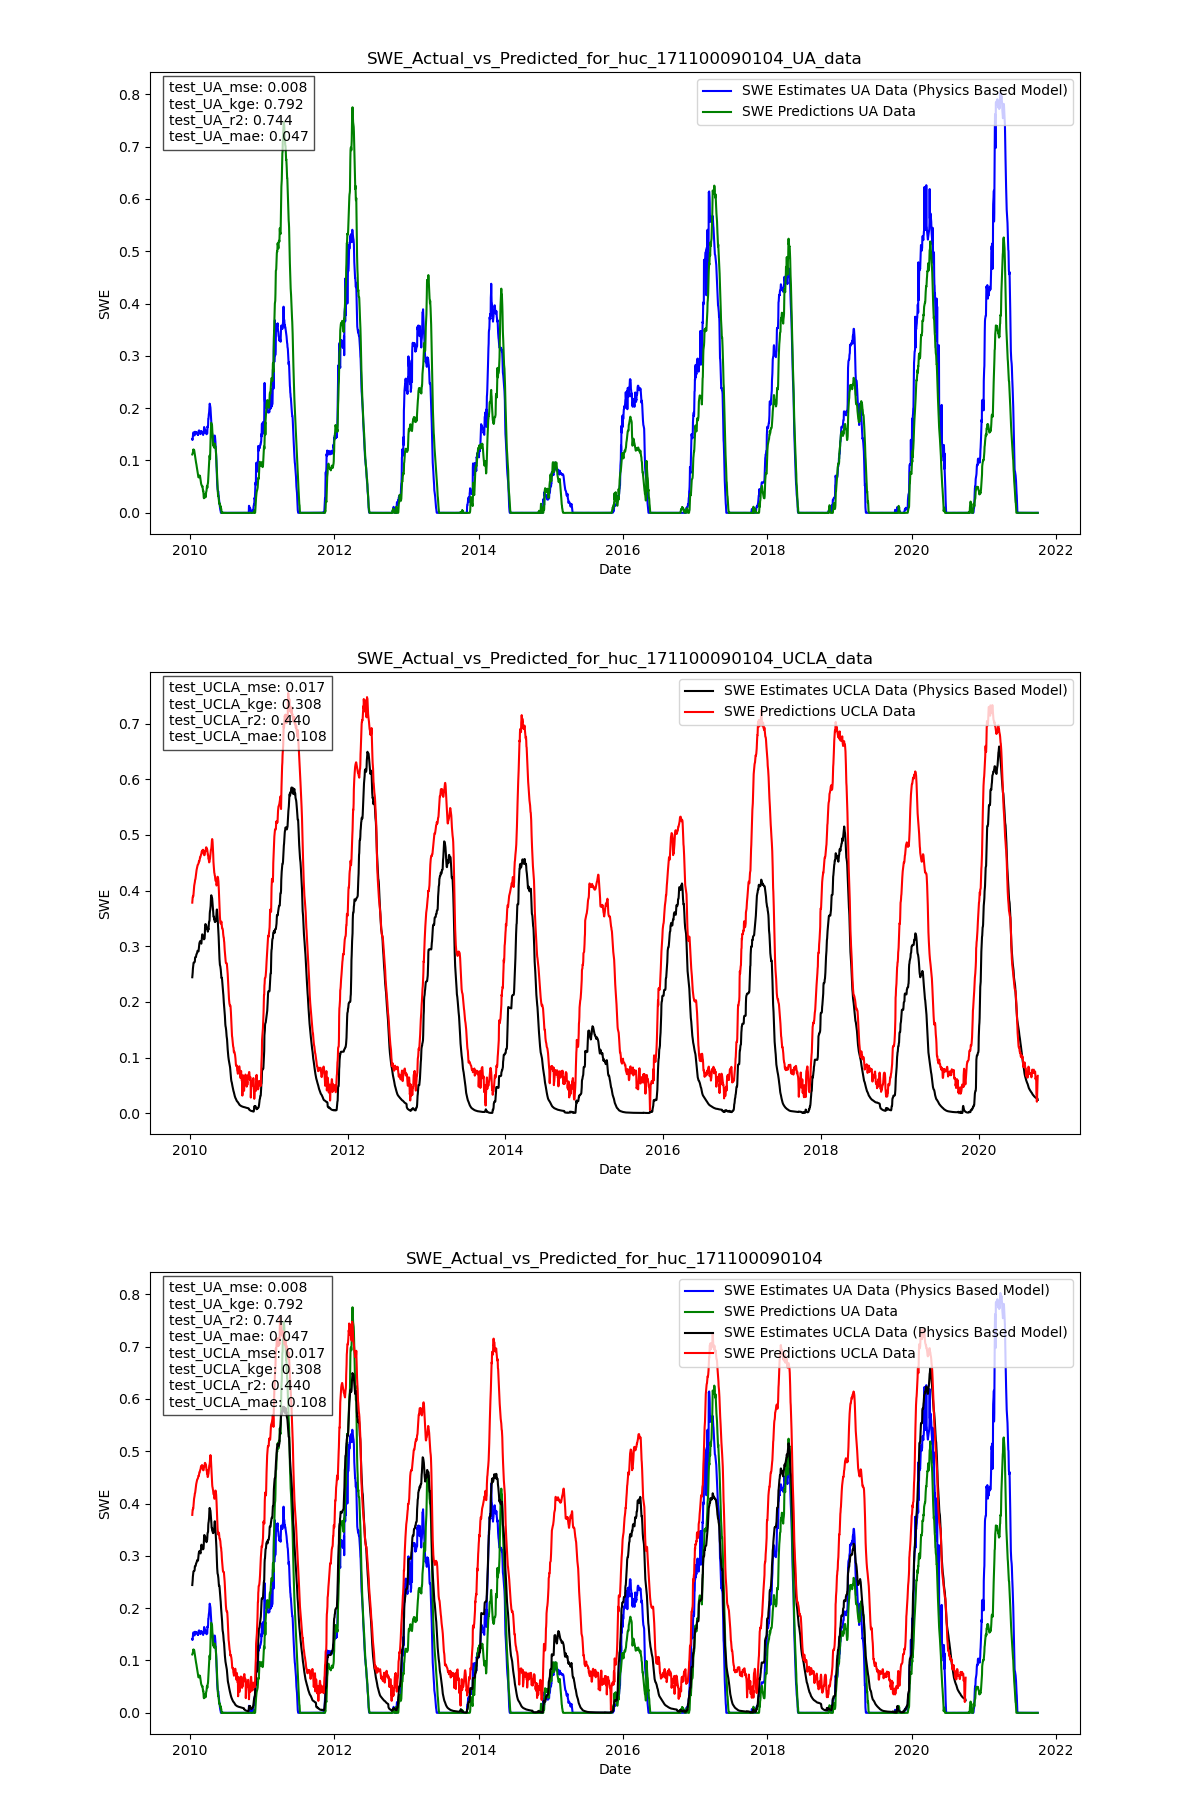 SWE_Actual_vs_Predicted_for_huc_171100090104_UA_data
test_UA_mse: 0.008
test_UA_kge: 0.792
test_UA_r2: 0.744
test_UA_mae: 0.047
SWE Estimates UA Data (Physics Based Model)
SWE Predictions UA Data
0.8
0.7
0.6
0.5
0.4
0.3
0.2
0.1
0.0
SWE
2010 2012 2014 2016 2018 2020 2022
Date
SWE_Actual_vs_Predicted_for_huc_171100090104_UCLA_data
test_UCLA_mse: 0.017
test_UCLA_kge: 0.308
test_UCLA_r2: 0.440
test_UCLA_mae: 0.108
SWE Estimates UCLA Data (Physics Based Model)
SWE Predictions UCLA Data
0.7
0.6
0.5
0.4
0.3
0.2
0.1
0.0
SWE
2010 2012 2014 2016 2018 2020
Date
SWE_Actual_vs_Predicted_for_huc_171100090104
test_UA_mse: 0.008
test_UA_kge: 0.792
test_UA_r2: 0.744
test_UA_mae: 0.047
test_UCLA_mse: 0.017
test_UCLA_kge: 0.308
test_UCLA_r2: 0.440
test_UCLA_mae: 0.108
SWE Estimates UA Data (Physics Based Model)
SWE Predictions UA Data
SWE Estimates UCLA Data (Physics Based Model)
SWE Predictions UCLA Data
0.8
0.7
0.6
0.5
0.4
0.3
0.2
0.1
0.0
SWE
2010 2012 2014 2016 2018 2020 2022
Date